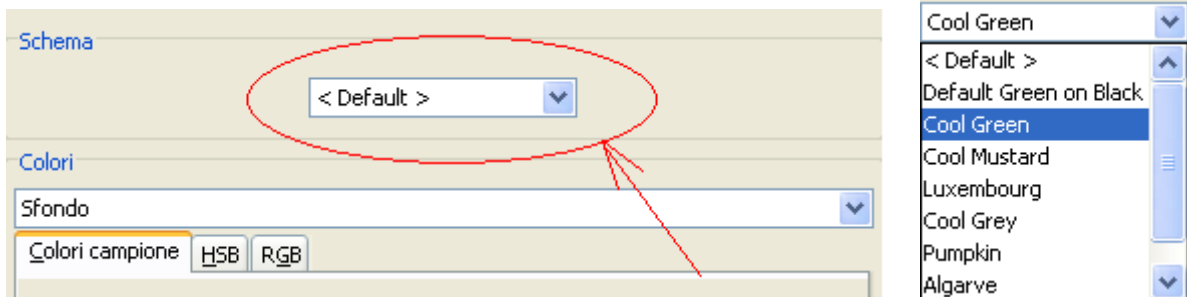 Schema
< Default >
Colori
Sfondo
Colori campione HSB RGB
Cool Green
< Default >
Default Green on Black
Cool Green
Cool Mustard
Luxembourg
Cool Grey
Pumpkin
Algarve